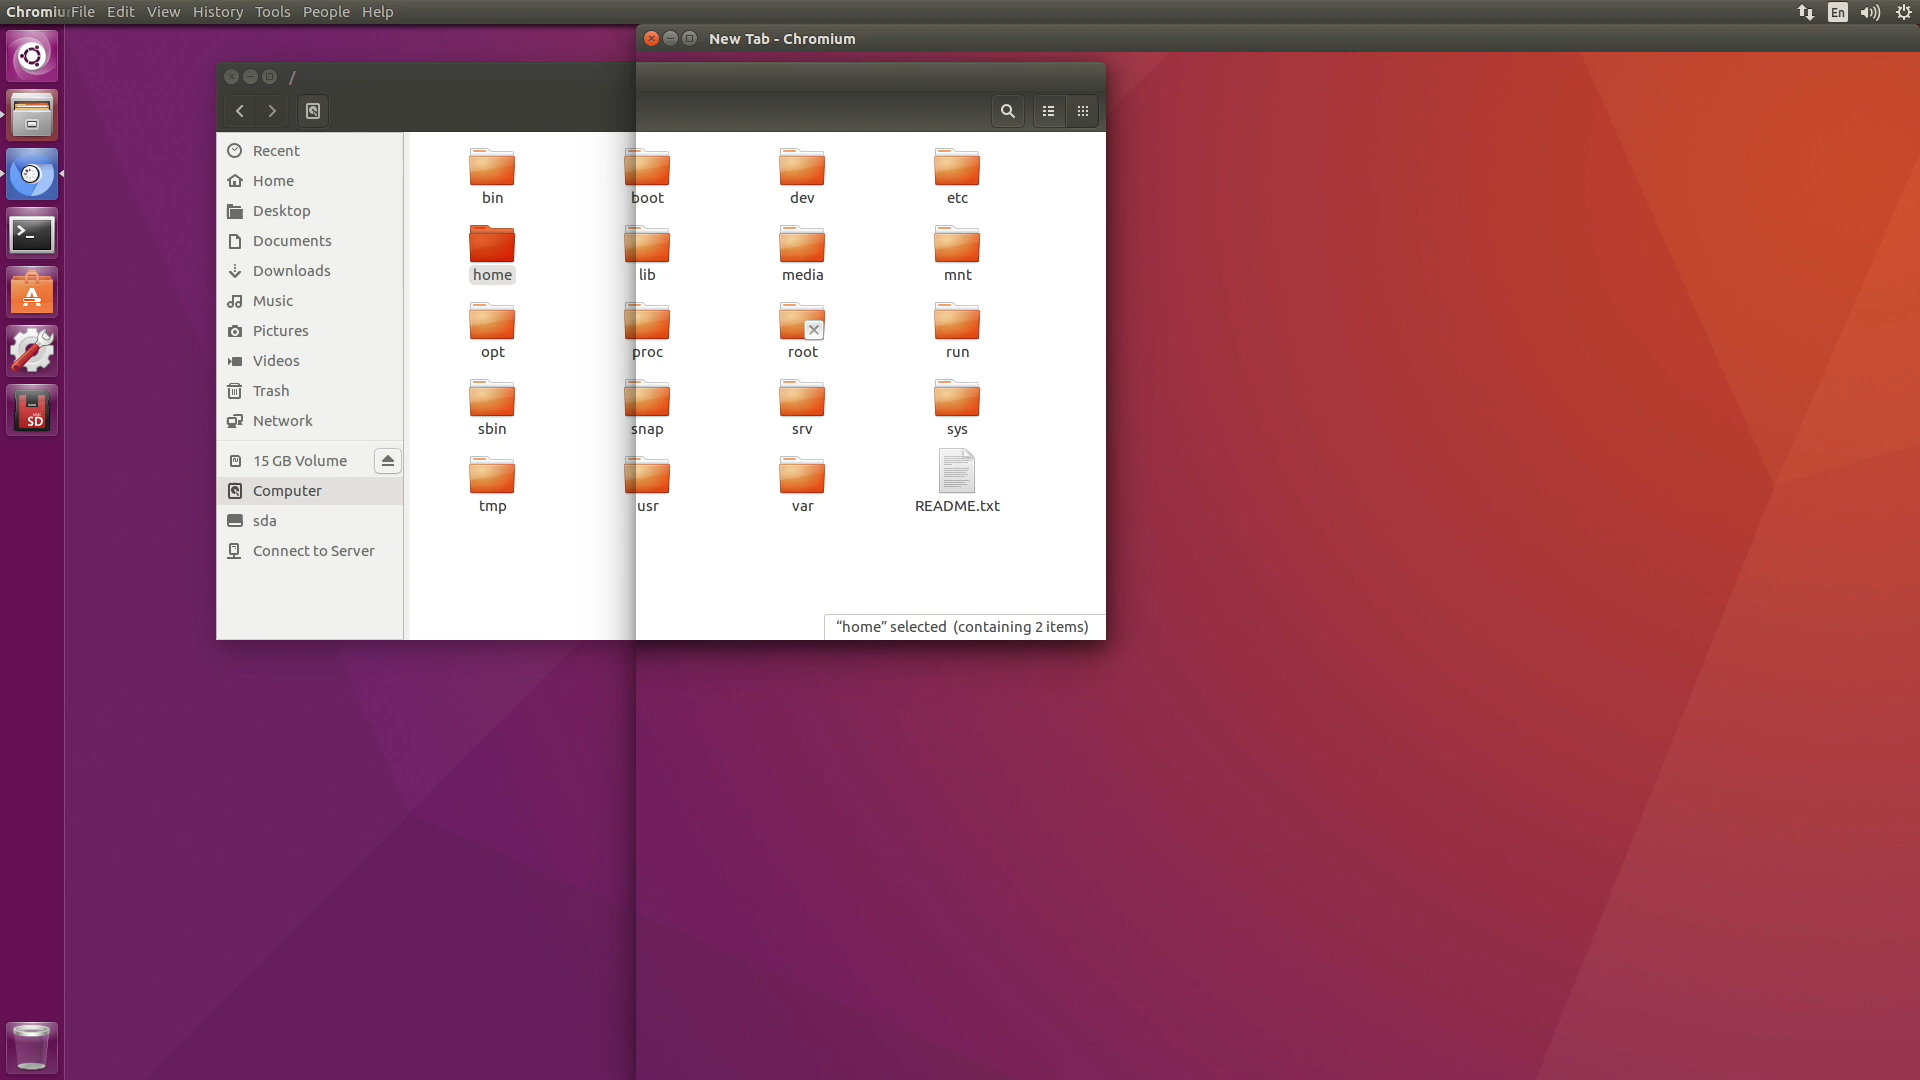 Chromiu File Edit View History Tools People Help
En
New Tab - Chromium
/
Recent
Home
Desktop
Documents
Downloads
Music
Pictures
Videos
Trash
Network
15 GB Volume
Computer
sda
Connect to Server
bin boot dev etc
home lib media mnt
opt proc root run
sbin snap srv sys
tmp usr var README.txt
“home” selected (containing 2 items)
SD